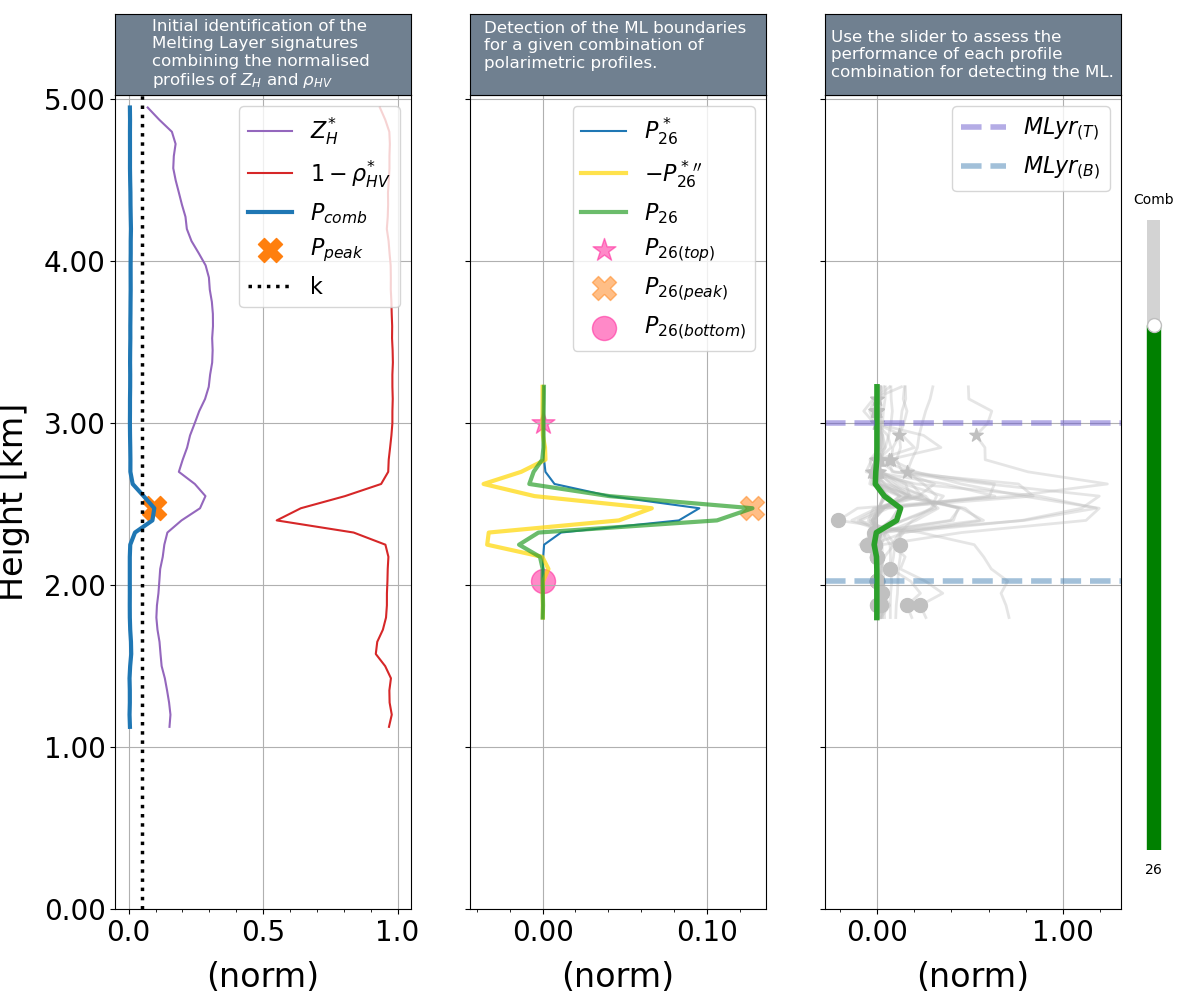 Initial identification of the
Melting Layer signatures
combining the normalised
profiles of Z_H and ρ_HV
Detection of the ML boundaries
for a given combination of
polarimetric profiles.
Use the slider to assess the
performance of each profile
combination for detecting the ML.
Height [km]
5.00
4.00
3.00
2.00
1.00
0.00
Z*_H
1 − ρ*_HV
P_comb
P_peak
k
0.0 0.5 1.0
(norm)
P*_26
−P*″_26
P_26
P_26(top)
P_26(peak)
P_26(bottom)
0.00 0.10
(norm)
MLyr_(T)
MLyr_(B)
0.00 1.00
(norm)
Comb
26